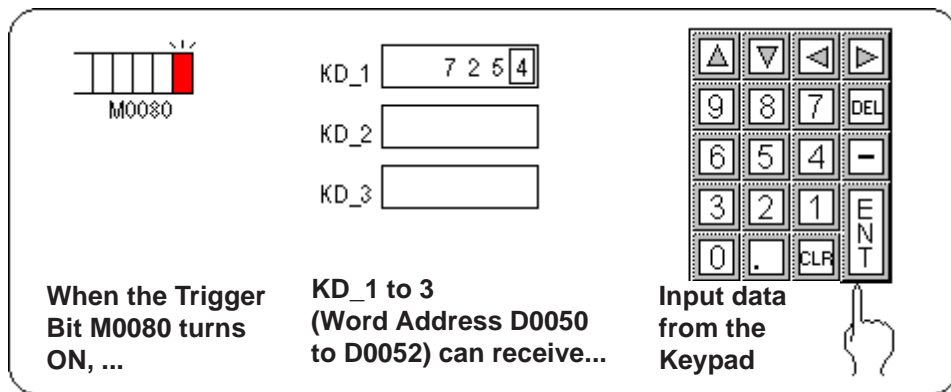 M0080
KD_1 7 2 5 4
KD_2
KD_3
9 8 7 DEL
6 5 4 −
3 2 1 ENT
0 . CLR
When the Trigger
Bit M0080 turns
ON, ...
KD_1 to 3
(Word Address D0050
to D0052) can receive...
Input data
from the
Keypad